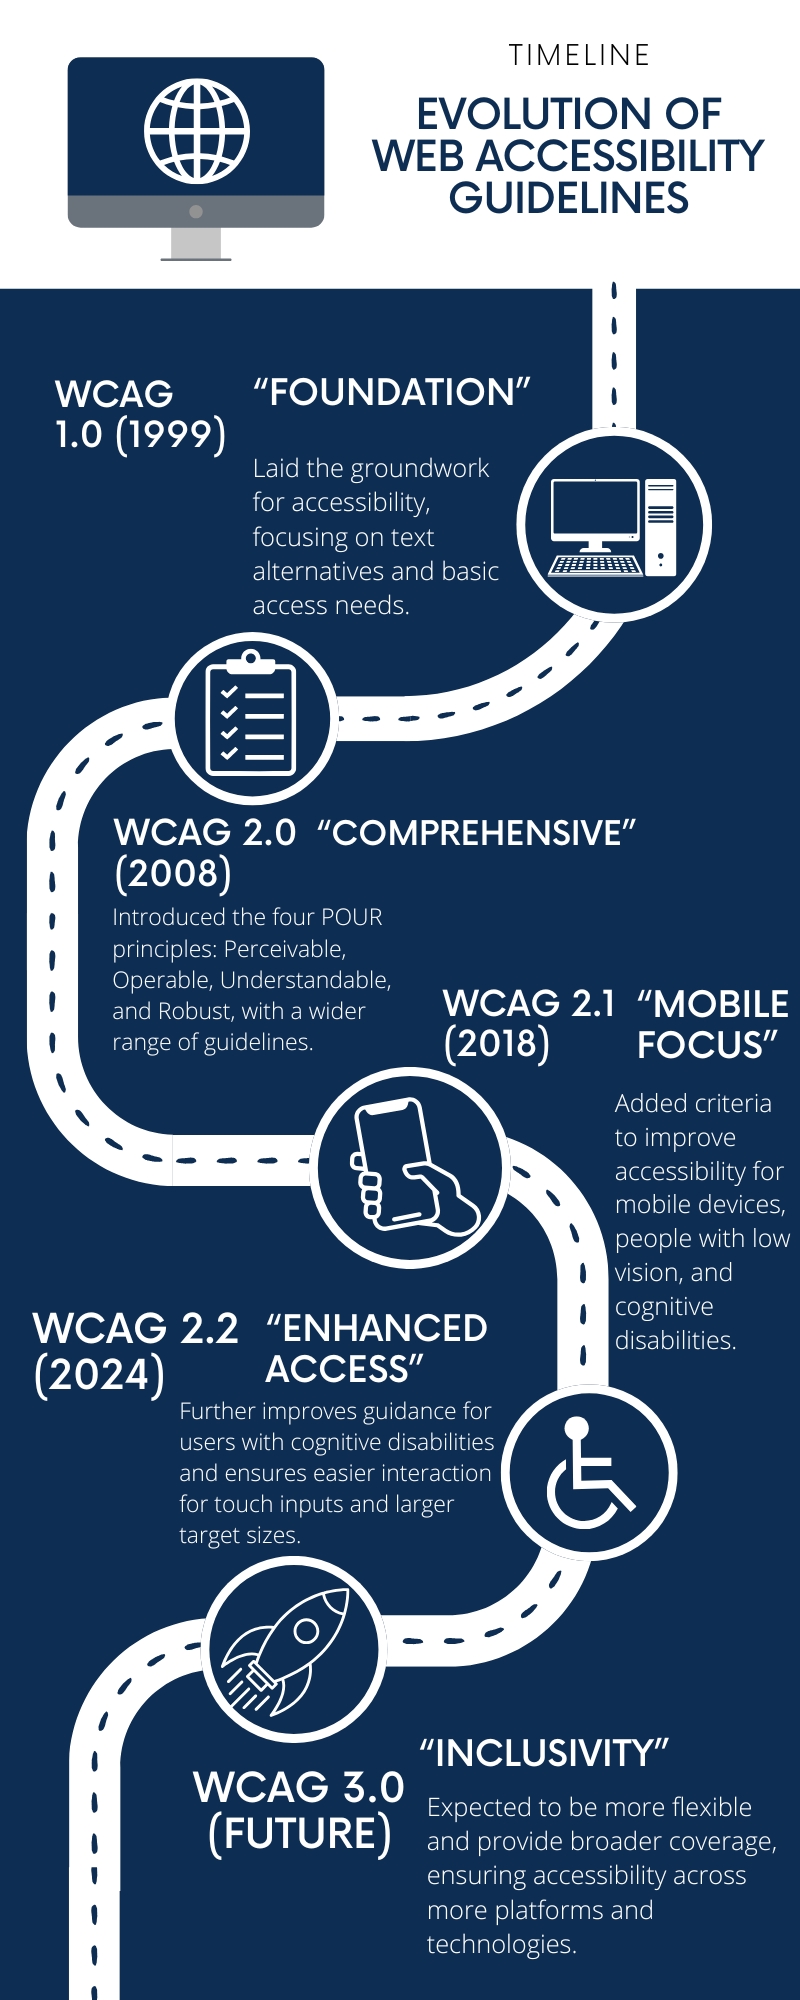 TIMELINE
EVOLUTION OF
WEB ACCESSIBILITY
GUIDELINES
WCAG
1.0 (1999)
“FOUNDATION”
Laid the groundwork
for accessibility,
focusing on text
alternatives and basic
access needs.
WCAG 2.0
(2008)
“COMPREHENSIVE”
Introduced the four POUR
principles: Perceivable,
Operable, Understandable,
and Robust, with a wider
range of guidelines.
WCAG 2.1
(2018)
“MOBILE
FOCUS”
Added criteria
to improve
accessibility for
mobile devices,
people with low
vision, and
cognitive
disabilities.
WCAG 2.2
(2024)
“ENHANCED
ACCESS”
Further improves guidance for
users with cognitive disabilities
and ensures easier interaction
for touch inputs and larger
target sizes.
WCAG 3.0
(FUTURE)
“INCLUSIVITY”
Expected to be more flexible
and provide broader coverage,
ensuring accessibility across
more platforms and
technologies.